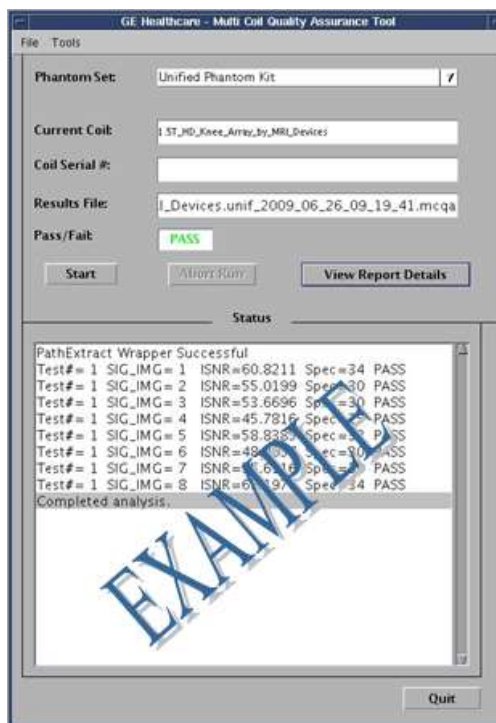 GE Healthcare - Multi Coil Quality Assurance Tool
File Tools
Phantom Set: Unified Phantom Kit
Current Coil: 1.5T_HD_Knee_Array_by_MRI_Devices
Coil Serial #:
Results File: I_Devices.unif_2009_06_26_09_19_41.mcqa
Pass/Fail: PASS
Start Abort Run View Report Details
Status
PathExtract Wrapper Successful
Test#= 1 SIG_IMG= 1 ISNR=60.8211 Spec=34 PASS
Test#= 1 SIG_IMG= 2 ISNR=55.0199 Spec=30 PASS
Test#= 1 SIG_IMG= 3 ISNR=53.6696 Spec=30 PASS
Test#= 1 SIG_IMG= 4 ISNR=45.7816 PASS
Test#= 1 SIG_IMG= 5 PASS
Test#= 1 SIG_IMG= 6 PASS
Test#= 1 SIG_IMG= 7 PASS
Test#= 1 SIG_IMG= 8 Spec=34 PASS
Completed analysis.
EXAMPLE
Quit